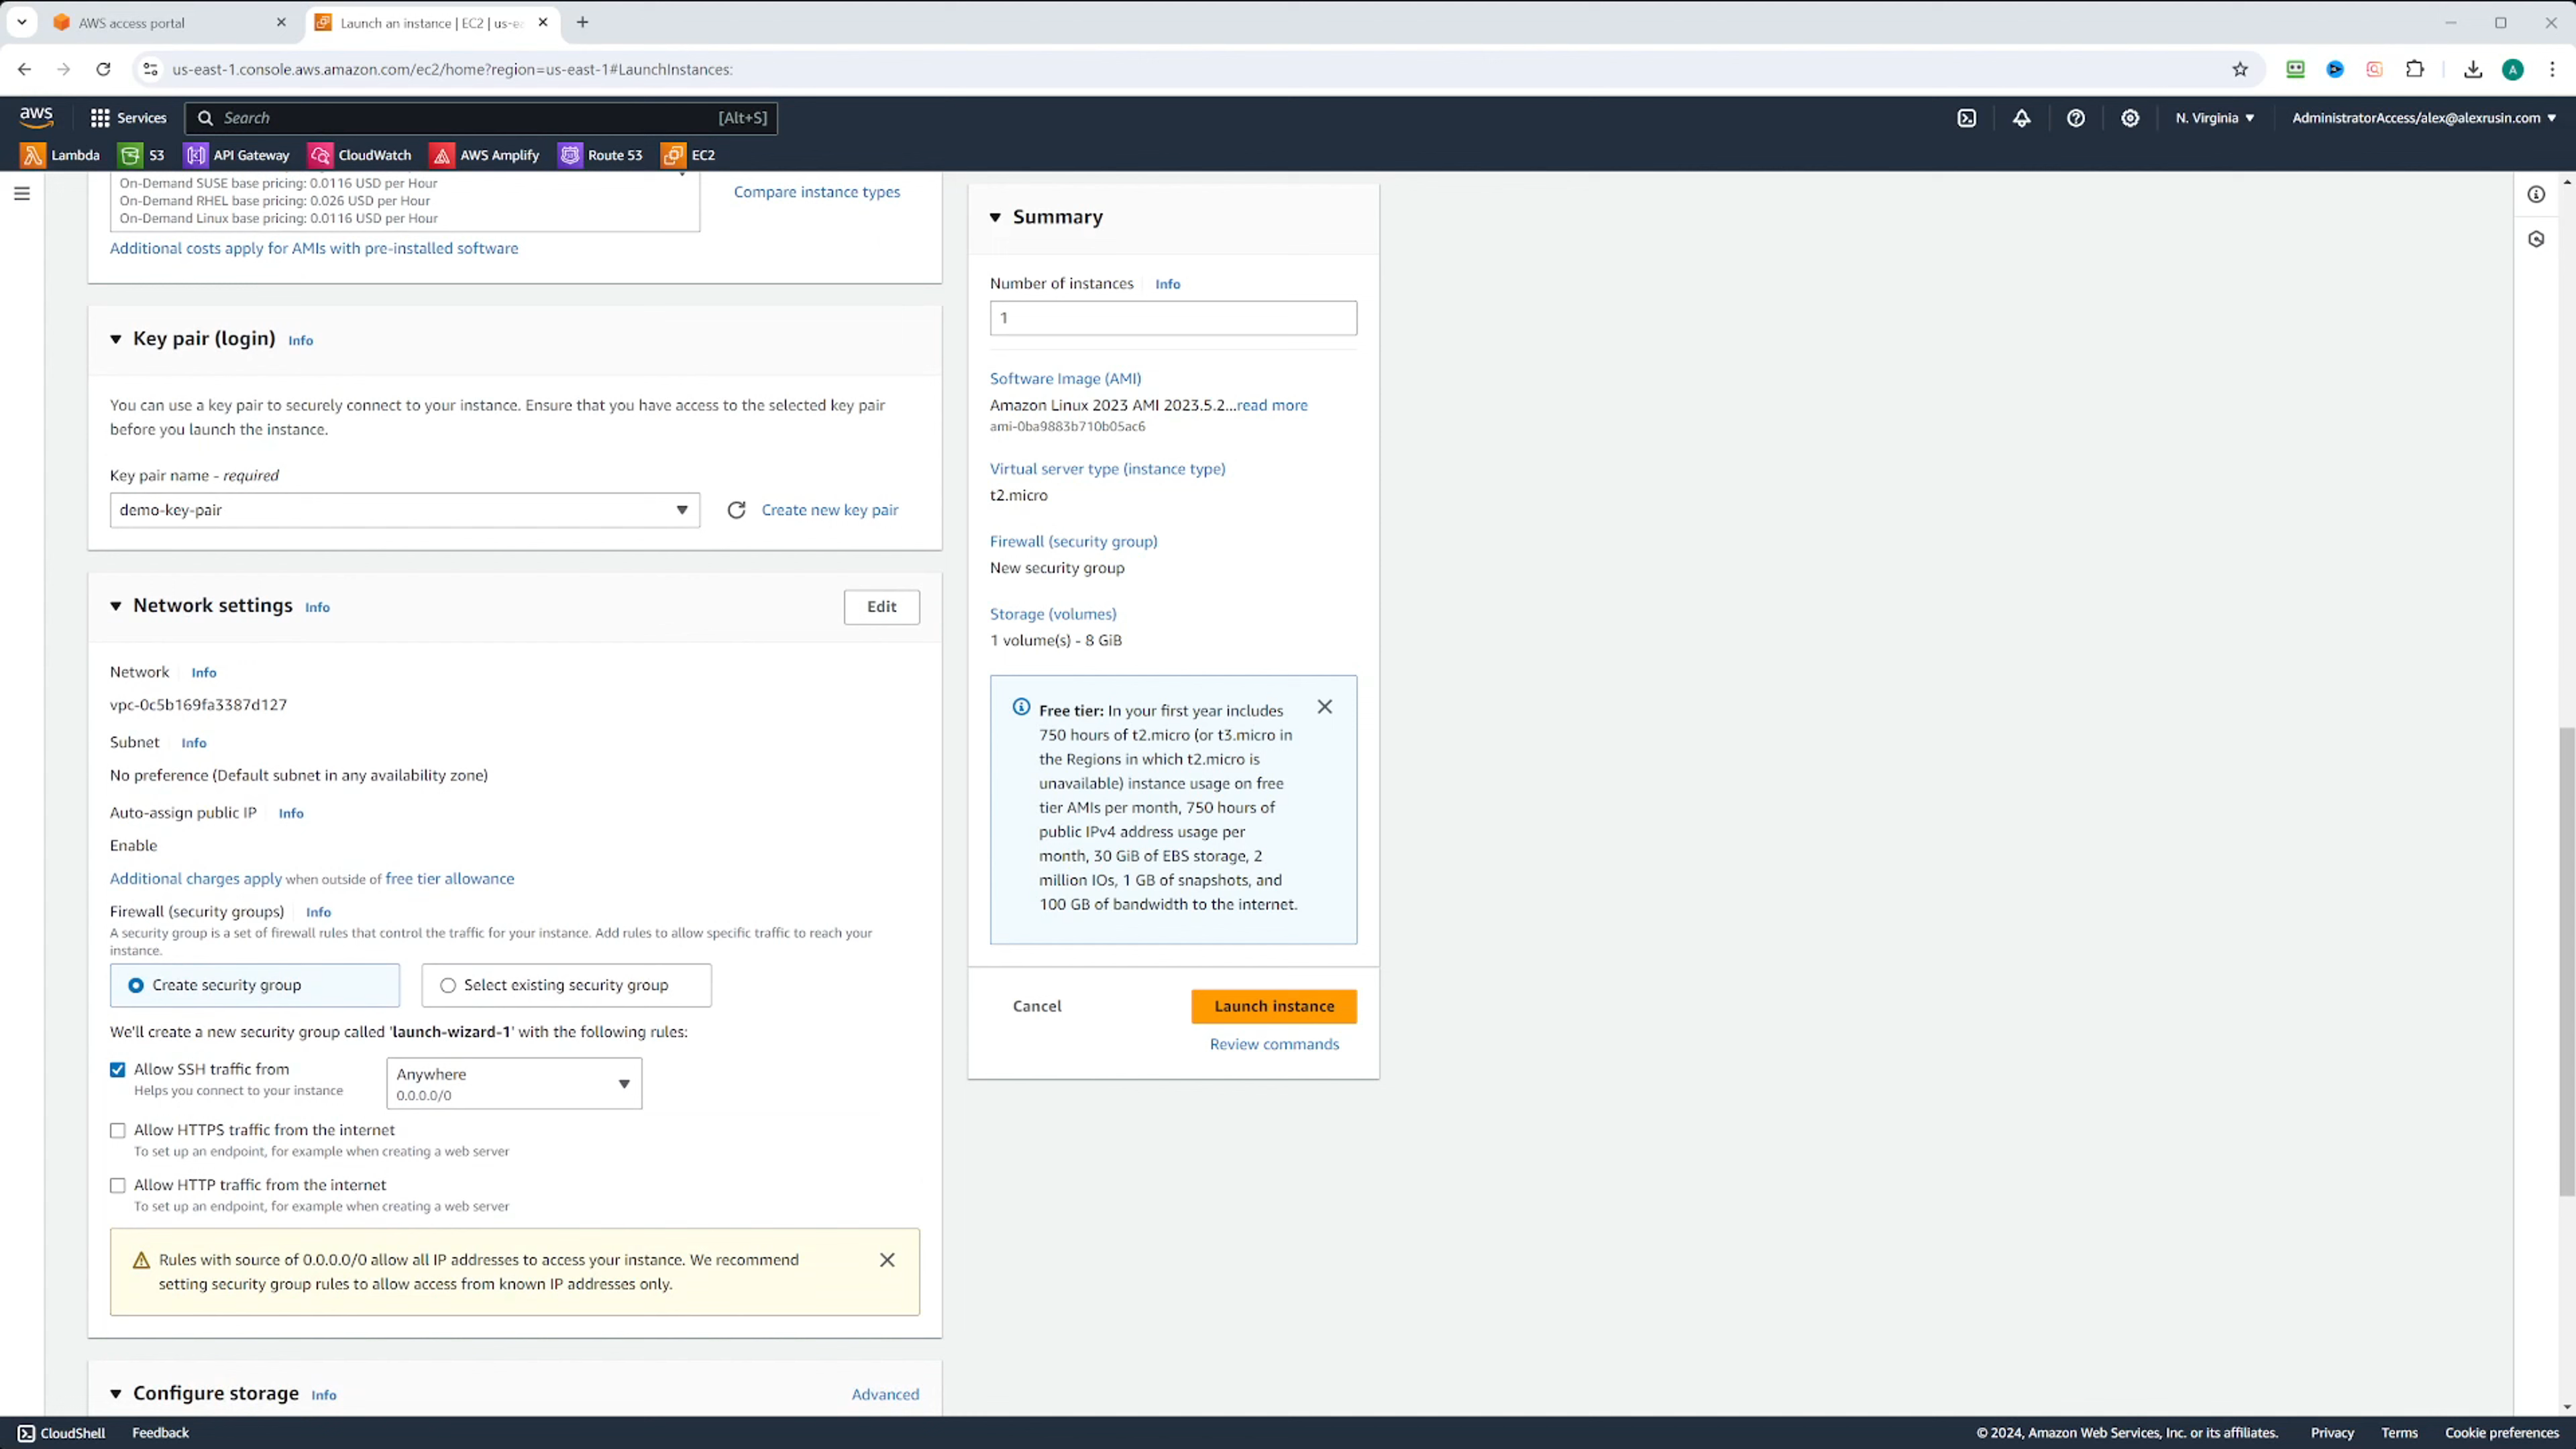 AWS access portal
Launch an instance | EC2 | us-ea
us-east-1.console.aws.amazon.com/ec2/home?region=us-east-1#LaunchInstances:
A
aws
Services
Search
[Alt+S]
N. Virginia
AdministratorAccess/alex@alexrusin.com
Lambda
S3
API Gateway
CloudWatch
AWS Amplify
Route 53
EC2
On-Demand SUSE base pricing: 0.0116 USD per Hour
On-Demand RHEL base pricing: 0.026 USD per Hour
On-Demand Linux base pricing: 0.0116 USD per Hour
Compare instance types
Additional costs apply for AMIs with pre-installed software
Key pair (login) Info
You can use a key pair to securely connect to your instance. Ensure that you have access to the selected key pair
before you launch the instance.
Key pair name - required
demo-key-pair
Create new key pair
Network settings Info
Edit
Network Info
vpc-0c5b169fa3387d127
Subnet Info
No preference (Default subnet in any availability zone)
Auto-assign public IP Info
Enable
Additional charges apply when outside of free tier allowance
Firewall (security groups) Info
A security group is a set of firewall rules that control the traffic for your instance. Add rules to allow specific traffic to reach your
instance.
Create security group
Select existing security group
We'll create a new security group called 'launch-wizard-1' with the following rules:
Allow SSH traffic from
Helps you connect to your instance
Anywhere
0.0.0.0/0
Allow HTTPS traffic from the internet
To set up an endpoint, for example when creating a web server
Allow HTTP traffic from the internet
To set up an endpoint, for example when creating a web server
Rules with source of 0.0.0.0/0 allow all IP addresses to access your instance. We recommend
setting security group rules to allow access from known IP addresses only.
Configure storage Info
Advanced
Summary
Number of instances Info
1
Software Image (AMI)
Amazon Linux 2023 AMI 2023.5.2...read more
ami-0ba9883b710b05ac6
Virtual server type (instance type)
t2.micro
Firewall (security group)
New security group
Storage (volumes)
1 volume(s) - 8 GiB
Free tier: In your first year includes
750 hours of t2.micro (or t3.micro in
the Regions in which t2.micro is
unavailable) instance usage on free
tier AMIs per month, 750 hours of
public IPv4 address usage per
month, 30 GiB of EBS storage, 2
million IOs, 1 GB of snapshots, and
100 GB of bandwidth to the internet.
Cancel
Launch instance
Review commands
CloudShell
Feedback
© 2024, Amazon Web Services, Inc. or its affiliates.
Privacy
Terms
Cookie preferences